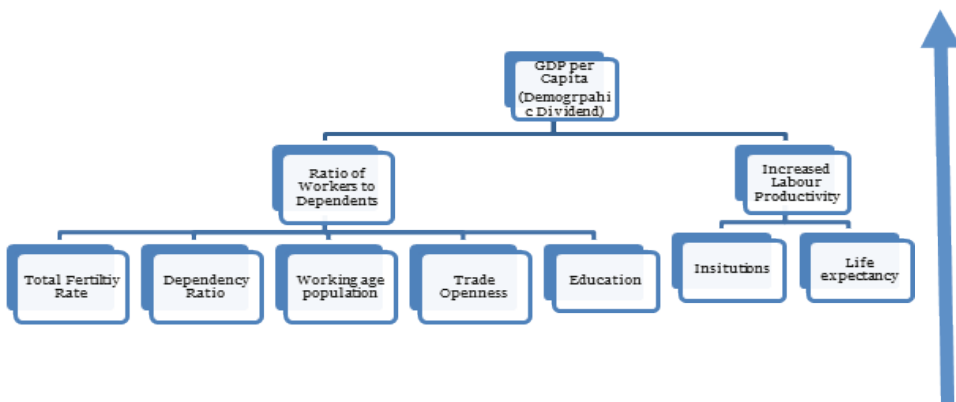 GDP per
Capita
(Demogrpahi
c Dividend)
Ratio of
Workers to
Dependents
Increased
Labour
Productivity
Total Fertiltiy
Rate
Dependency
Ratio
Working age
population
Trade
Openness
Education
Insitutions
Life
expectancy